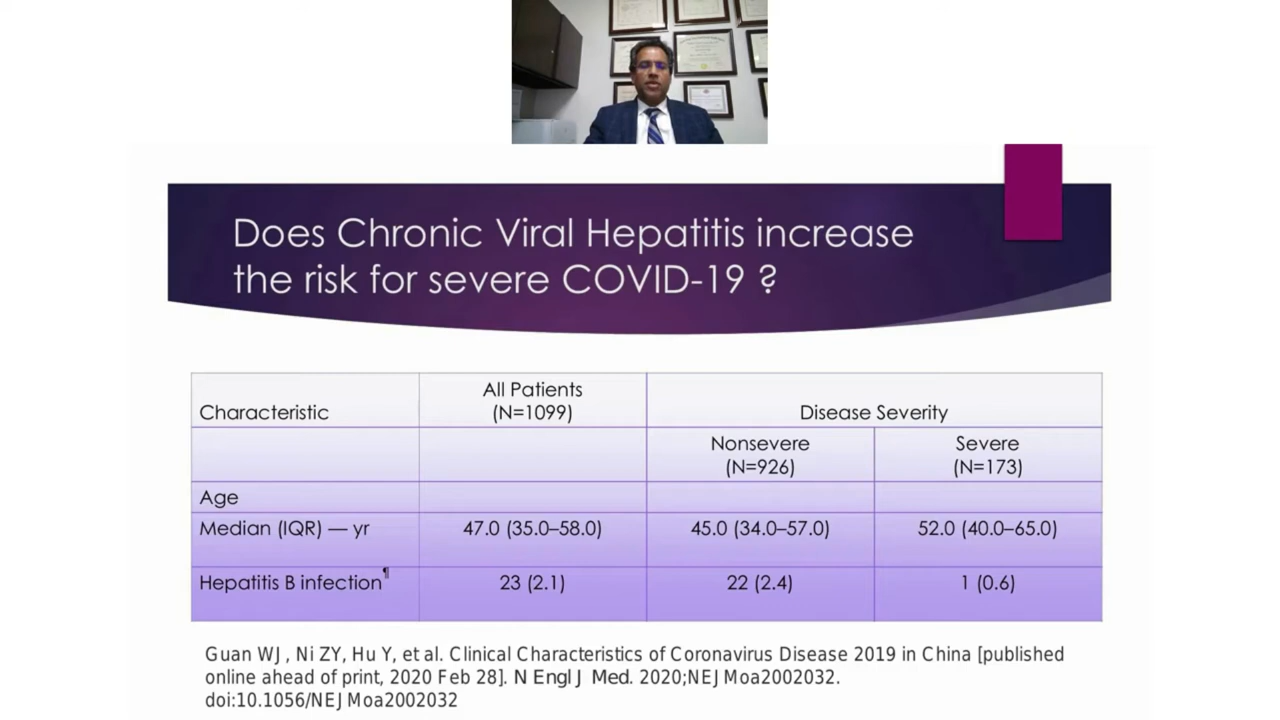 Does Chronic Viral Hepatitis increase
the risk for severe COVID-19 ?
Characteristic
All Patients
(N=1099)
Disease Severity
Nonsevere
(N=926)
Severe
(N=173)
Age
Median (IQR) — yr
47.0 (35.0–58.0)
45.0 (34.0–57.0)
52.0 (40.0–65.0)
Hepatitis B infection¶
23 (2.1)
22 (2.4)
1 (0.6)
Guan WJ, Ni ZY, Hu Y, et al. Clinical Characteristics of Coronavirus Disease 2019 in China [published
online ahead of print, 2020 Feb 28]. N Engl J Med. 2020;NEJMoa2002032.
doi:10.1056/NEJMoa2002032